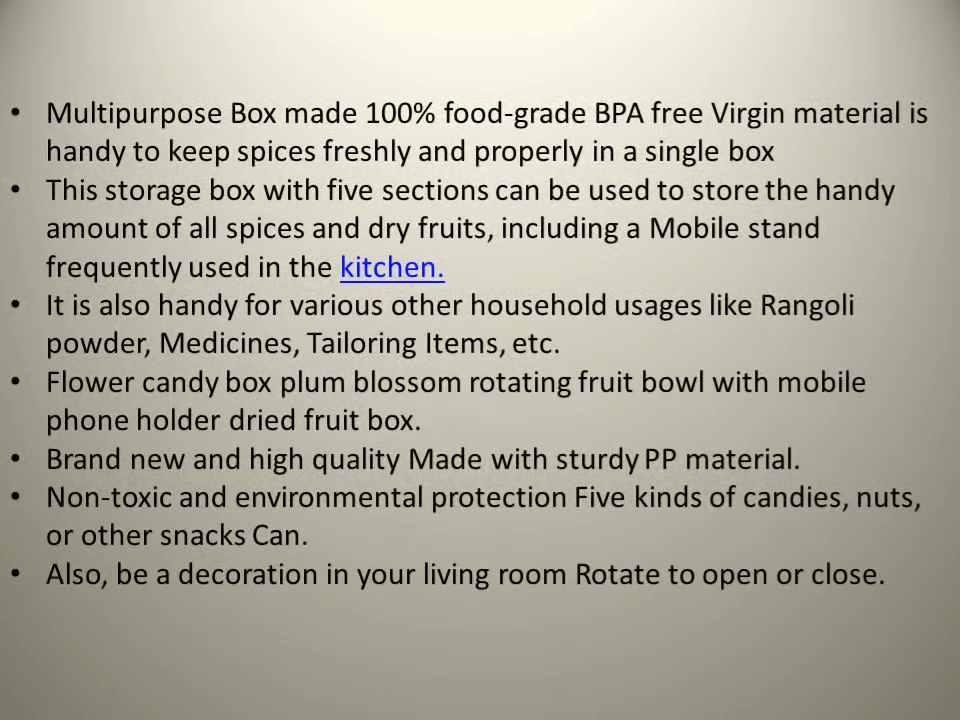 • Multipurpose Box made 100% food-grade BPA free Virgin material is
handy to keep spices freshly and properly in a single box
• This storage box with five sections can be used to store the handy
amount of all spices and dry fruits, including a Mobile stand
frequently used in the kitchen.
• It is also handy for various other household usages like Rangoli
powder, Medicines, Tailoring Items, etc.
• Flower candy box plum blossom rotating fruit bowl with mobile
phone holder dried fruit box.
• Brand new and high quality Made with sturdy PP material.
• Non-toxic and environmental protection Five kinds of candies, nuts,
or other snacks Can.
• Also, be a decoration in your living room Rotate to open or close.